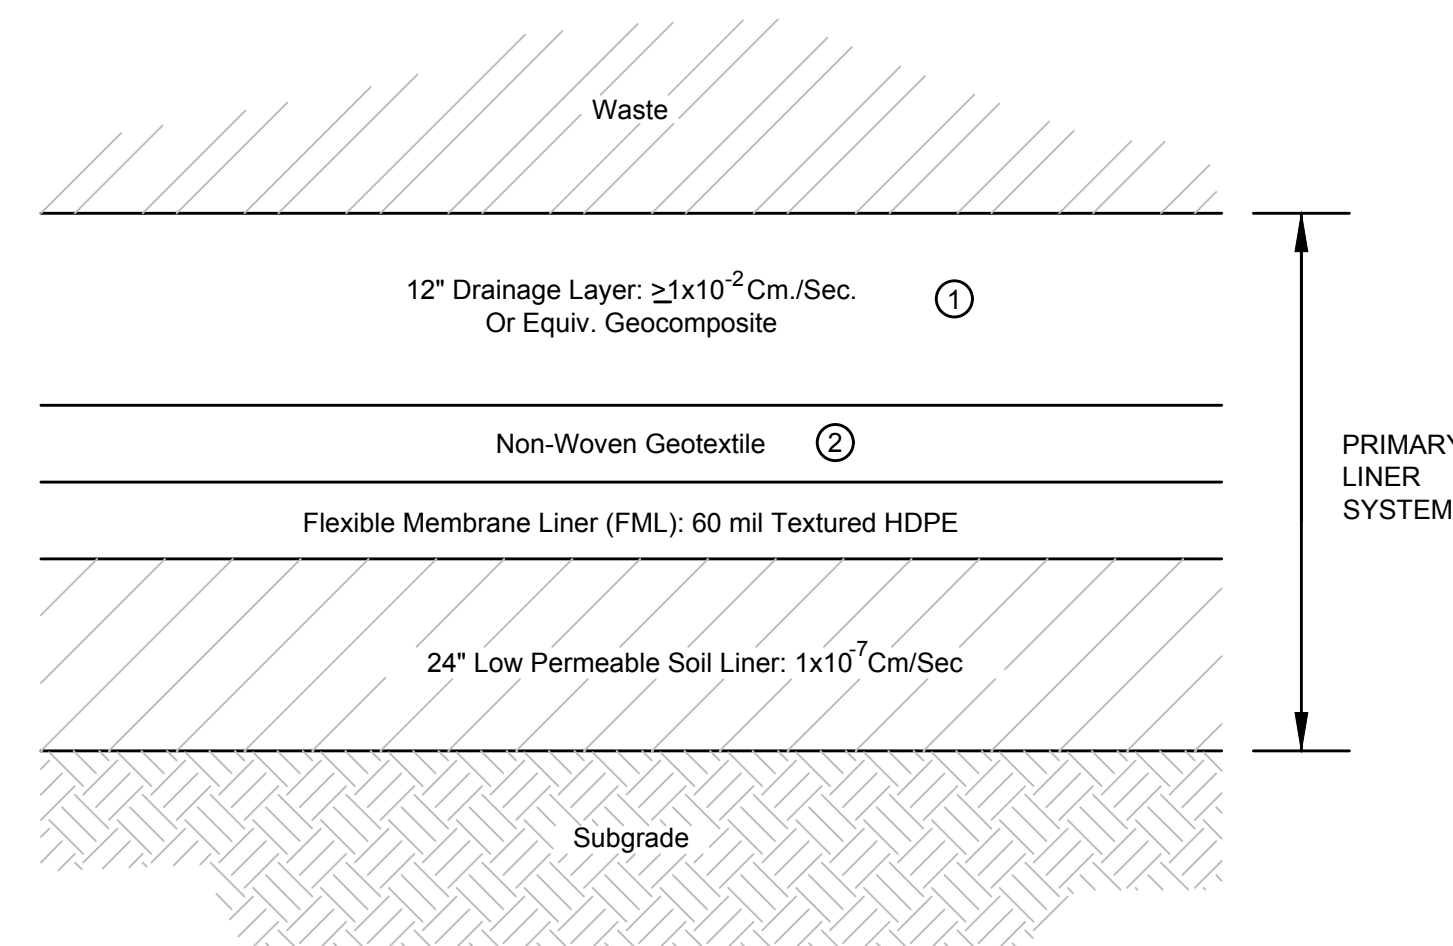 Waste
12" Drainage Layer: ≥1x10⁻² Cm./Sec.
Or Equiv. Geocomposite
1
Non-Woven Geotextile
2
Flexible Membrane Liner (FML): 60 mil Textured HDPE
24" Low Permeable Soil Liner: 1x10⁻⁷ Cm/Sec
Subgrade
PRIMARY
LINER
SYSTEM